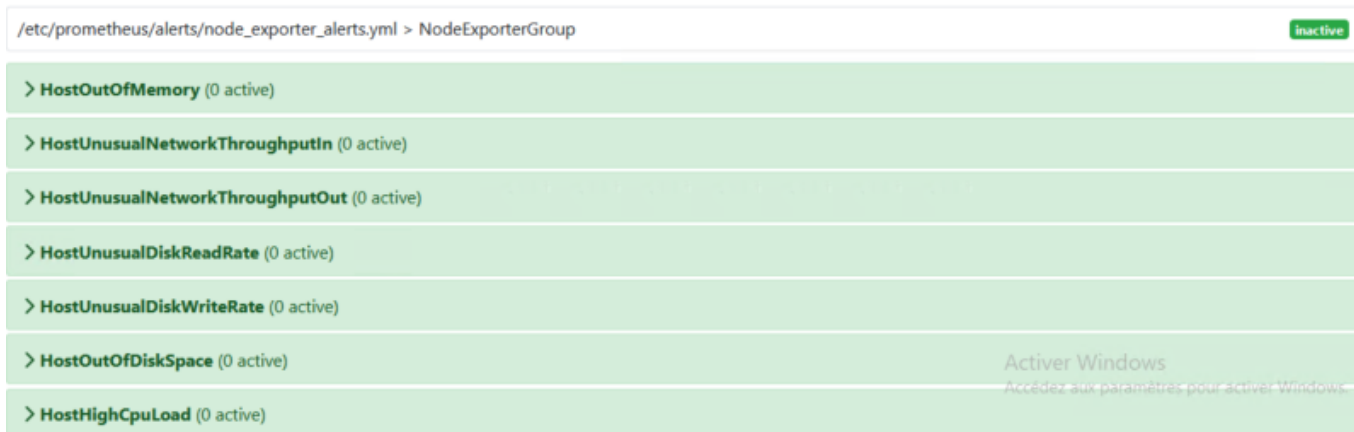 /etc/prometheus/alerts/node_exporter_alerts.yml > NodeExporterGroup
inactive
> HostOutOfMemory (0 active)
> HostUnusualNetworkThroughputIn (0 active)
> HostUnusualNetworkThroughputOut (0 active)
> HostUnusualDiskReadRate (0 active)
> HostUnusualDiskWriteRate (0 active)
> HostOutOfDiskSpace (0 active)
Activer Windows
Accédez aux paramètres pour activer Windows.
> HostHighCpuLoad (0 active)